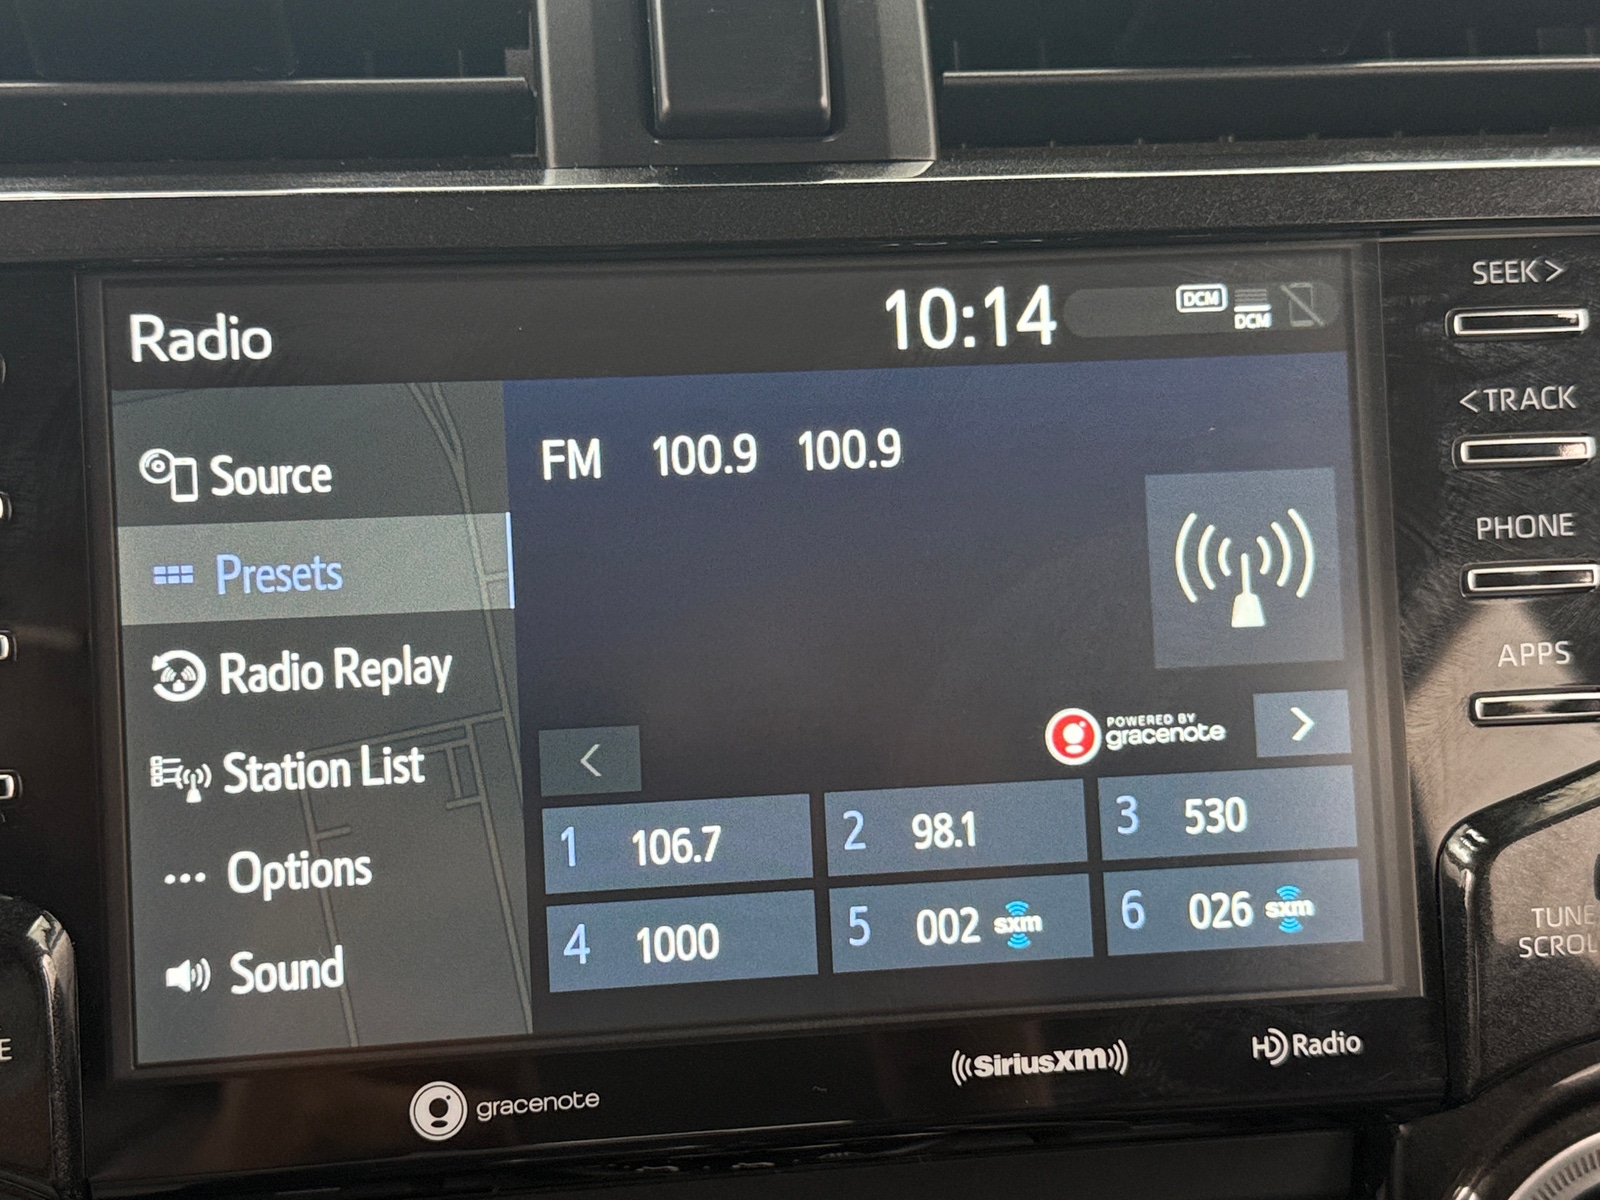 Radio
10:14
DCM
DCM
Source
Presets
Radio Replay
Station List
Options
Sound
FM 100.9 100.9
POWERED BY
gracenote
1 106.7
2 98.1
3 530
4 1000
5 002 sxm
6 026 sxm
gracenote
((SiriusXM))
HD Radio
SEEK >
< TRACK
PHONE
APPS
TUNE
SCROL
E